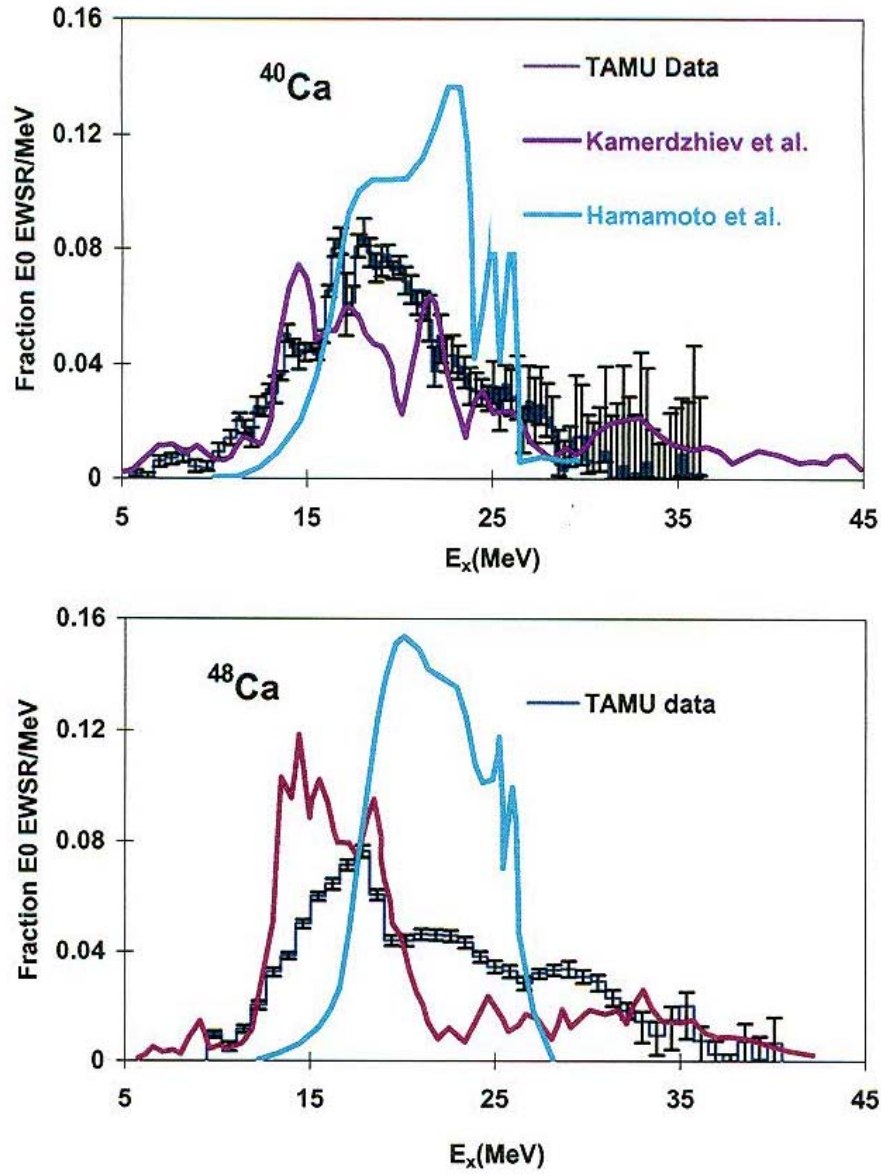 0.16
0.12
0.08
0.04
0
Fraction E0 EWSR/MeV
40Ca
TAMU Data
Kamerdzhiev et al.
Hamamoto et al.
5 15 25 35 45
Ex(MeV)
0.16
0.12
0.08
0.04
0
Fraction E0 EWSR/MeV
48Ca
TAMU data
5 15 25 35 45
Ex(MeV)